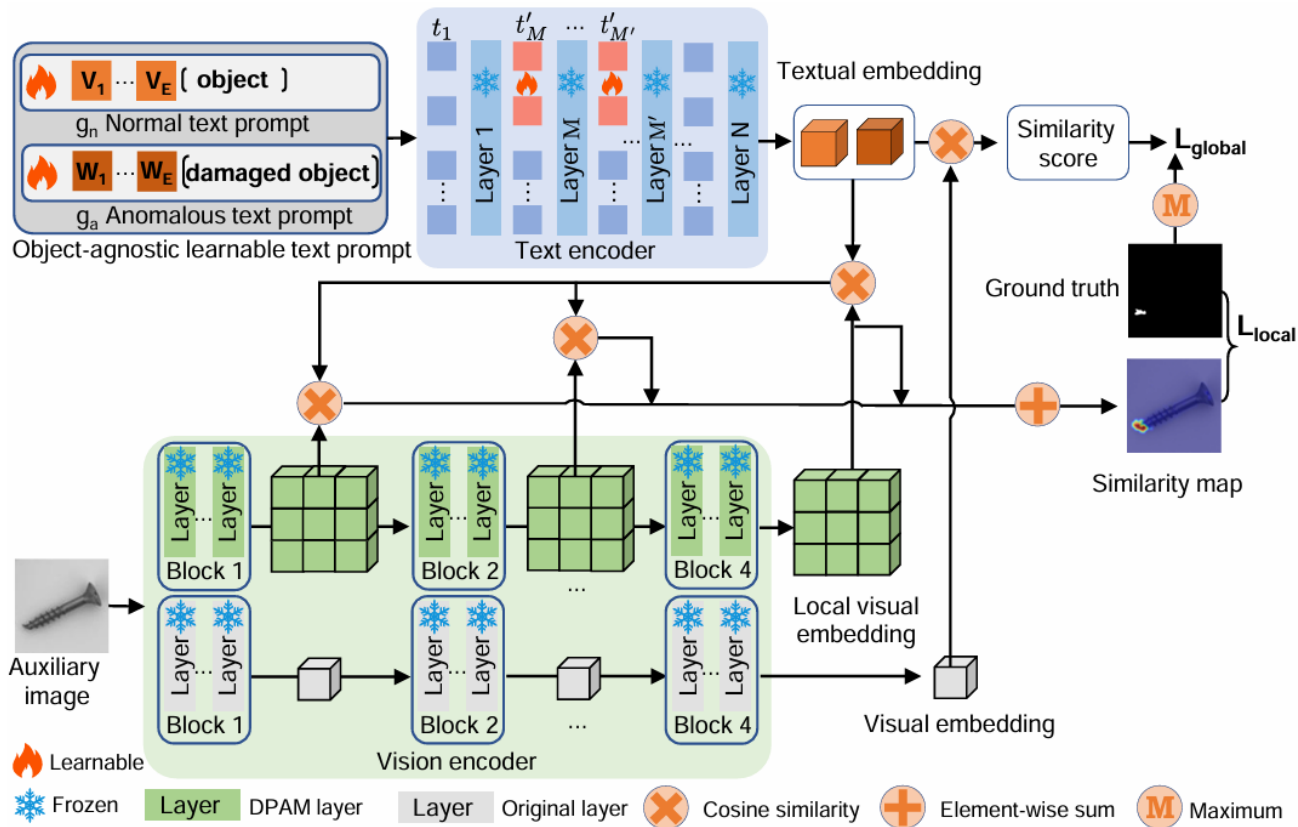 t₁ t′_M ... t′_M′
V₁ ... V_E [ object ]
g_n Normal text prompt
W₁ ... W_E [damaged object]
g_a Anomalous text prompt
Object-agnostic learnable text prompt
Layer 1
Layer M
Layer M′
Layer N
... ...
Text encoder
Textual embedding
Similarity
score
L_global
M
Ground truth
L_local
Similarity map
Layer ... Layer
Block 1
Layer ... Layer
Block 2
...
Layer ... Layer
Block 4
Local visual
embedding
Auxiliary
image
Layer ... Layer
Block 1
Layer ... Layer
Block 2
...
Layer ... Layer
Block 4
Visual embedding
Vision encoder
Learnable
Frozen
Layer DPAM layer
Layer Original layer
Cosine similarity
Element-wise sum
M Maximum